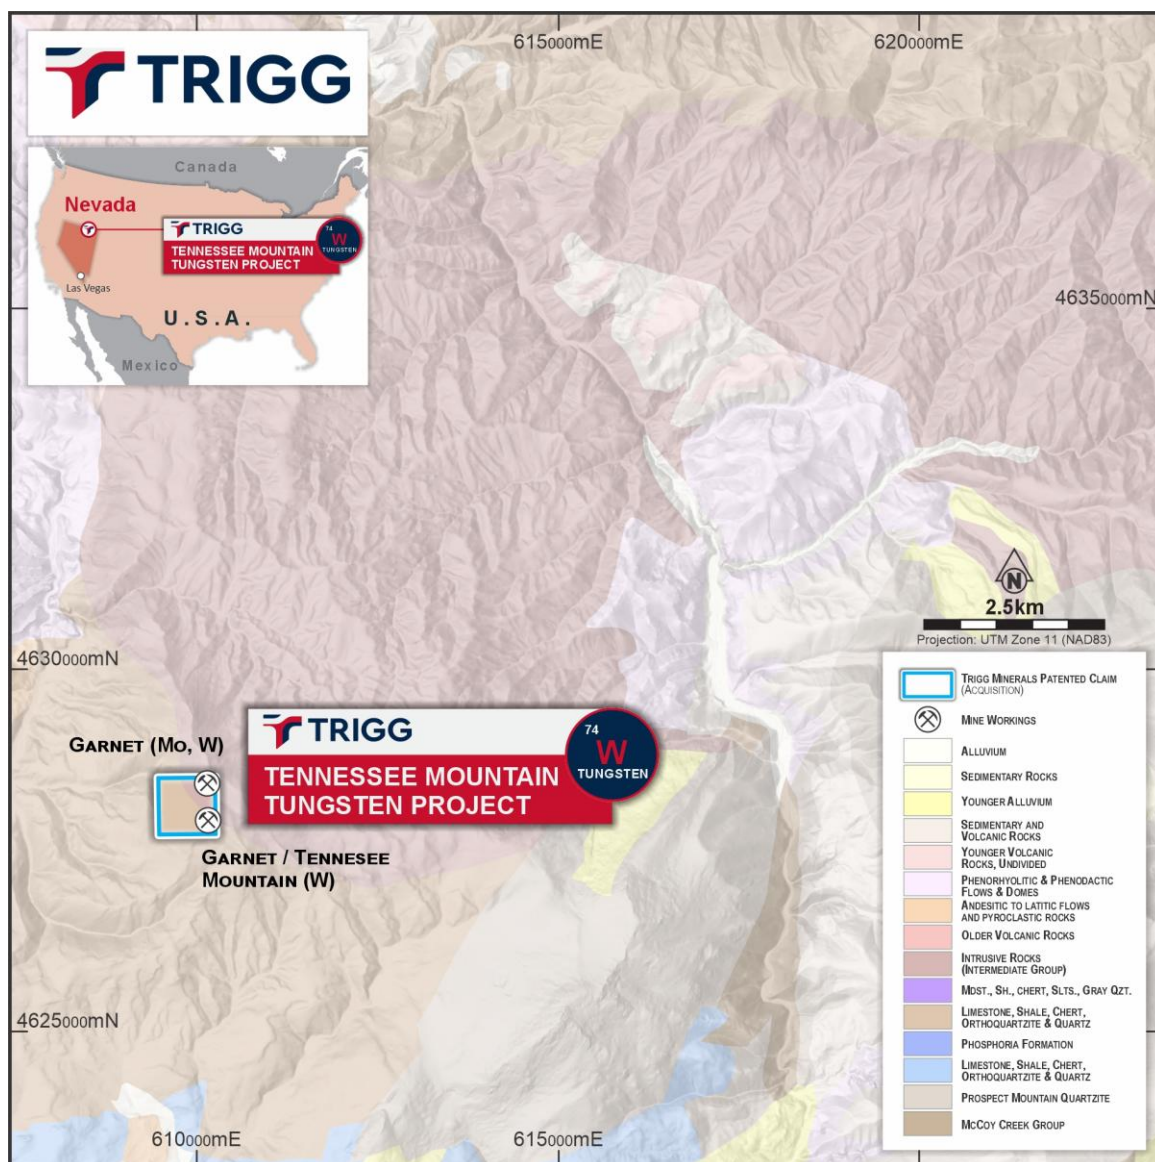 TRIGG
615000mE
620000mE
Canada
Nevada
TRIGG
74
W
TUNGSTEN
TENNESSEE MOUNTAIN
TUNGSTEN PROJECT
Las Vegas
U.S.A.
Mexico
4635000mN
N
2.5km
Projection: UTM Zone 11 (NAD83)
4630000mN
GARNET (MO, W)
TRIGG
74
W
TUNGSTEN
TENNESSEE MOUNTAIN
TUNGSTEN PROJECT
GARNET / TENNESEE
MOUNTAIN (W)
TRIGG MINERALS PATENTED CLAIM
(ACQUISITION)
MINE WORKINGS
ALLUVIUM
SEDIMENTARY ROCKS
YOUNGER ALLUVIUM
SEDIMENTARY AND
VOLCANIC ROCKS
YOUNGER VOLCANIC
ROCKS, UNDIVIDED
PHENORHYOLITIC & PHENODACTIC
FLOWS & DOMES
ANDESITIC TO LATITIC FLOWS
AND PYROCLASTIC ROCKS
OLDER VOLCANIC ROCKS
INTRUSIVE ROCKS
(INTERMEDIATE GROUP)
MDST., SH., CHERT, SLTS., GRAY QZT.
LIMESTONE, SHALE, CHERT,
ORTHOQUARTZITE & QUARTZ
PHOSPHORIA FORMATION
LIMESTONE, SHALE, CHERT,
ORTHOQUARTZITE & QUARTZ
PROSPECT MOUNTAIN QUARTZITE
MCCOY CREEK GROUP
4625000mN
610000mE
615000mE